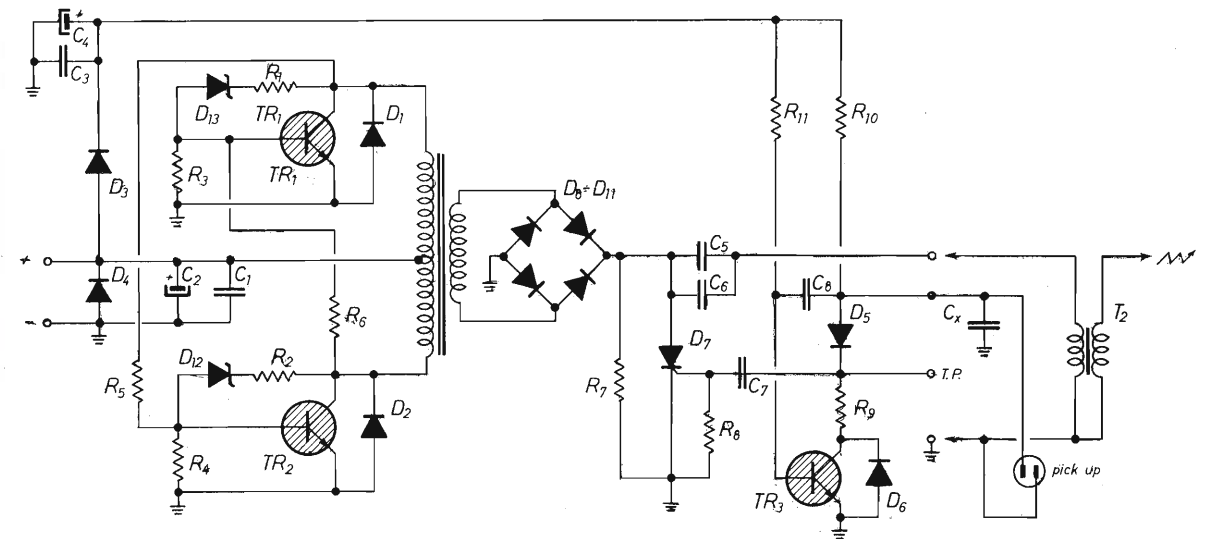 +
C4
C3
R1
D13
TR1
D1
R11
R10
R3
TR1
D3
D8÷D11
+
D4
+
C2
C1
C5
C6
C8
R6
D5
Cx
T2
-
D12
R2
D7
R5
R7
C7
T.P.
D2
R8
R9
R4
TR2
TR3
D6
pick up